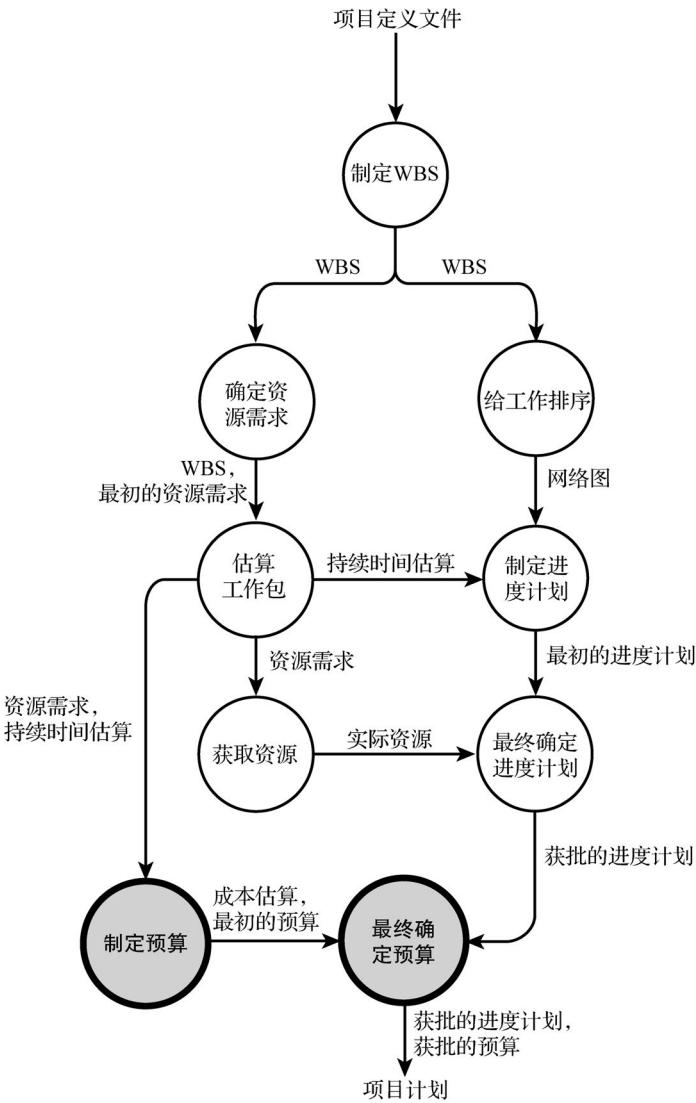 项目定义文件
制定WBS
WBS
WBS
确定资
源需求
给工作排序
WBS，
最初的资源需求
网络图
估算
工作包
持续时间估算
制定进
度计划
资源需求
最初的进度计划
资源需求，
持续时间估算
获取资源
实际资源
最终确定
进度计划
获批的进度计划
制定预算
成本估算，
最初的预算
最终确
定预算
获批的进度计划，
获批的预算
项目计划